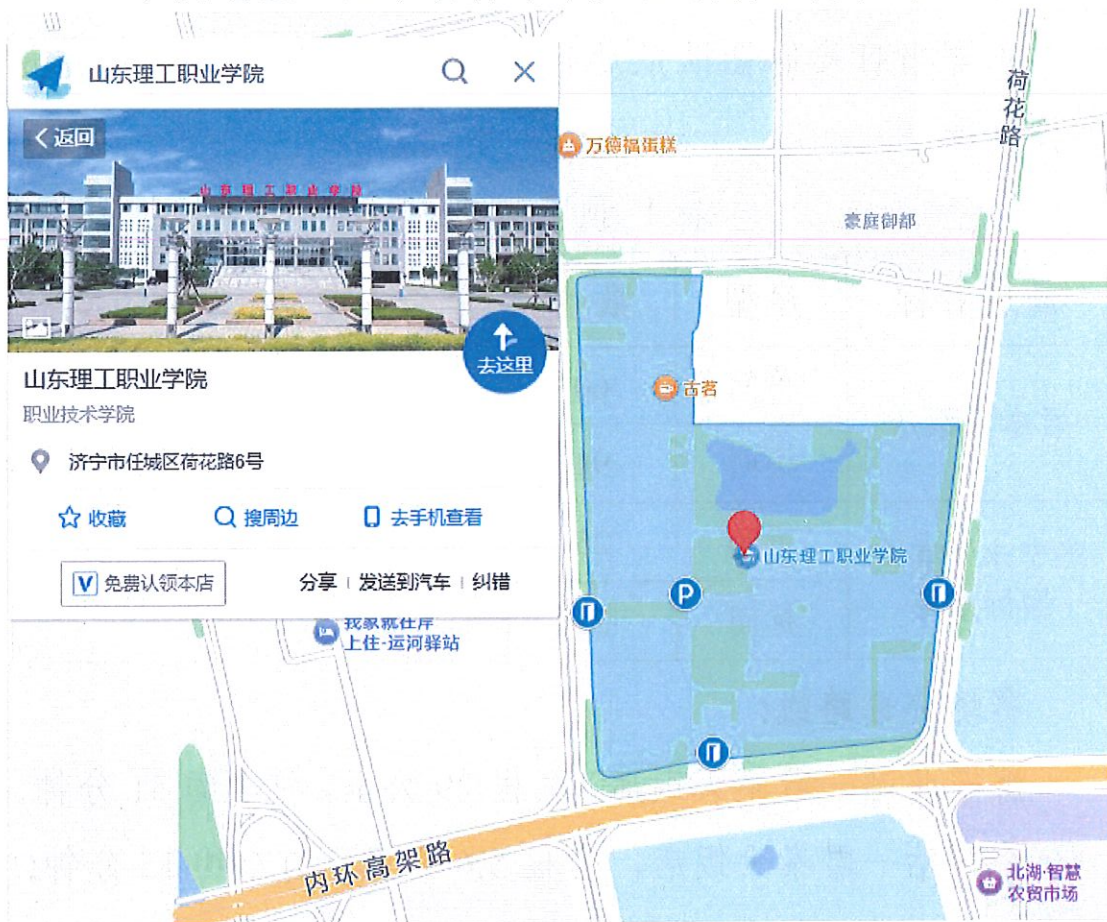 山东理工职业学院
返回
山东理工职业学院
去这里
山东理工职业学院
职业技术学院
济宁市任城区荷花路6号
收藏
搜周边
去手机查看
V 免费认领本店
分享
发送到汽车
纠错
我家就在岸
上住-运河驿站
万德福蛋糕
荷花路
豪庭御都
古茗
山东理工职业学院
P
内环高架路
北湖·智慧
农贸市场